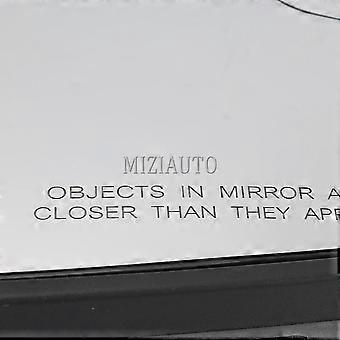 MIZIAUTO
OBJECTS IN MIRROR A
CLOSER THAN THEY APP